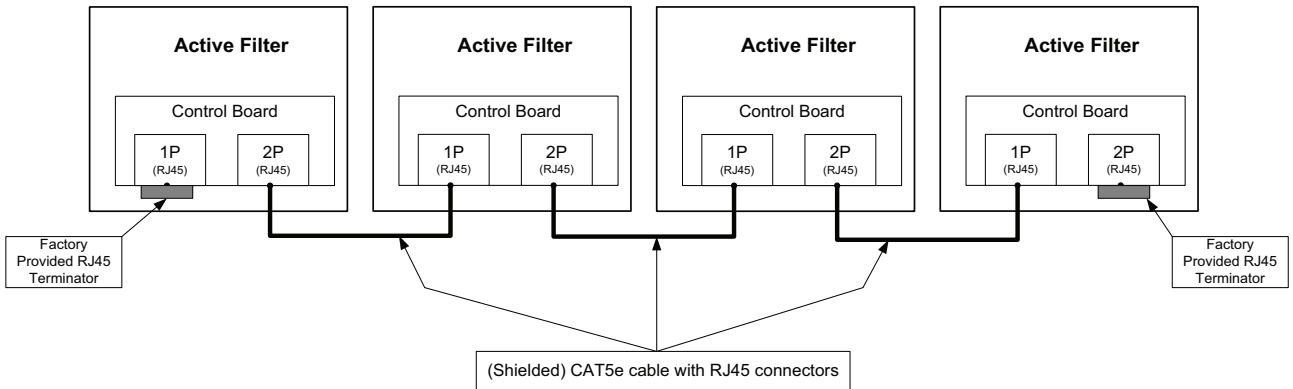 Active Filter
Control Board
1P
(RJ45)
2P
(RJ45)
Active Filter
Control Board
1P
(RJ45)
2P
(RJ45)
Active Filter
Control Board
1P
(RJ45)
2P
(RJ45)
Active Filter
Control Board
1P
(RJ45)
2P
(RJ45)
Factory
Provided RJ45
Terminator
Factory
Provided RJ45
Terminator
(Shielded) CAT5e cable with RJ45 connectors